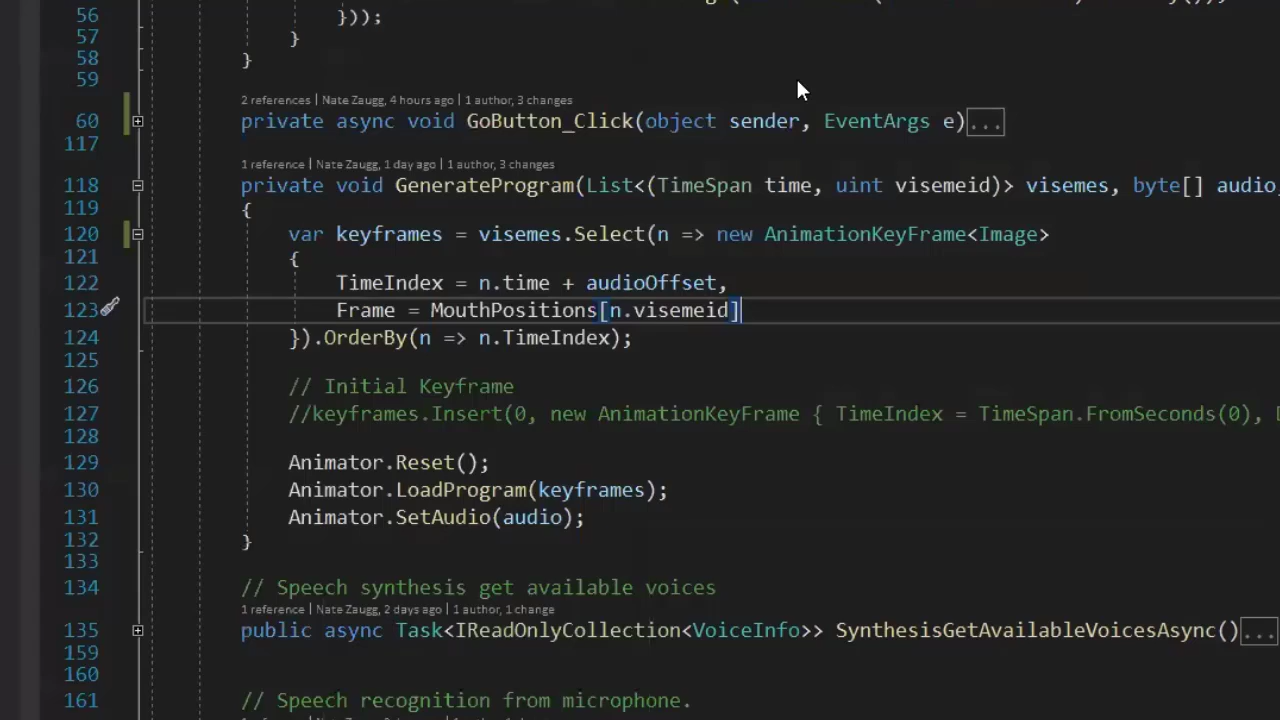 56
57 }));
58 }
59 }
2 references | Nate Zaugg, 4 hours ago | 1 author, 3 changes
60 private async void GoButton_Click(object sender, EventArgs e)...
117
1 reference | Nate Zaugg, 1 day ago | 1 author, 3 changes
118 private void GenerateProgram(List<(TimeSpan time, uint visemeid)> visemes, byte[] audio
119 {
120 var keyframes = visemes.Select(n => new AnimationKeyFrame<Image>
121 {
122 TimeIndex = n.time + audioOffset,
123 Frame = MouthPositions[n.visemeid]
124 }).OrderBy(n => n.TimeIndex);
125
126 // Initial Keyframe
127 //keyframes.Insert(0, new AnimationKeyFrame { TimeIndex = TimeSpan.FromSeconds(0),
128
129 Animator.Reset();
130 Animator.LoadProgram(keyframes);
131 Animator.SetAudio(audio);
132 }
133
134 // Speech synthesis get available voices
1 reference | Nate Zaugg, 2 days ago | 1 author, 1 change
135 public async Task<IReadOnlyCollection<VoiceInfo>> SynthesisGetAvailableVoicesAsync()...
159
160
161 // Speech recognition from microphone.